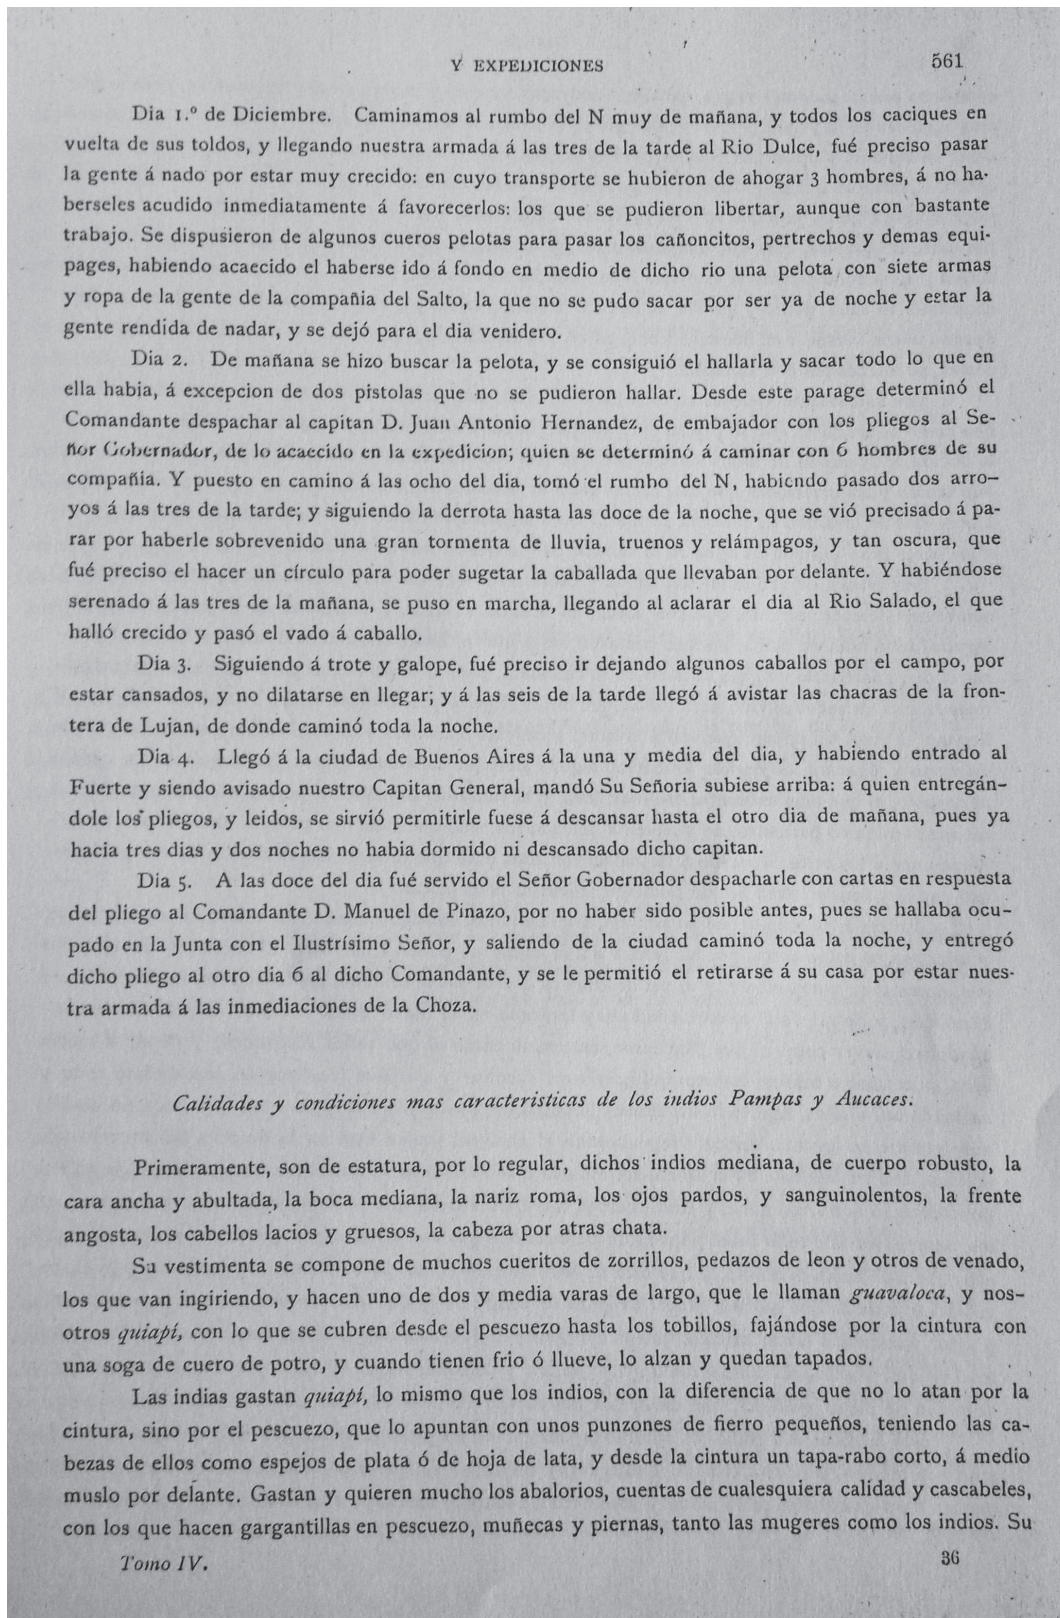 Y EXPEDICIONES
561
Dia 1.º de Diciembre. Caminamos al rumbo del N muy de mañana, y todos los caciques en
vuelta de sus toldos, y llegando nuestra armada á las tres de la tarde al Rio Dulce, fué preciso pasar
la gente á nado por estar muy crecido: en cuyo transporte se hubieron de ahogar 3 hombres, á no ha-
berseles acudido inmediatamente á favorecerlos: los que se pudieron libertar, aunque con bastante
trabajo. Se dispusieron de algunos cueros pelotas para pasar los cañoncitos, pertrechos y demas equi-
pages, habiendo acaecido el haberse ido á fondo en medio de dicho rio una pelota con siete armas
y ropa de la gente de la compañia del Salto, la que no se pudo sacar por ser ya de noche y estar la
gente rendida de nadar, y se dejó para el dia venidero.
Dia 2. De mañana se hizo buscar la pelota, y se consiguió el hallarla y sacar todo lo que en
ella habia, á excepcion de dos pistolas que no se pudieron hallar. Desde este parage determinó el
Comandante despachar al capitan D. Juan Antonio Hernandez, de embajador con los pliegos al Se-
ñor Gobernador, de lo acaecido en la expedicion; quien se determinó á caminar con 6 hombres de su
compañia. Y puesto en camino á las ocho del dia, tomó el rumbo del N, habiendo pasado dos arro-
yos á las tres de la tarde; y siguiendo la derrota hasta las doce de la noche, que se vió precisado á pa-
rar por haberle sobrevenido una gran tormenta de lluvia, truenos y relámpagos, y tan oscura, que
fué preciso el hacer un círculo para poder sugetar la caballada que llevaban por delante. Y habiéndose
serenado á las tres de la mañana, se puso en marcha, llegando al aclarar el dia al Rio Salado, el que
halló crecido y pasó el vado á caballo.
Dia 3. Siguiendo á trote y galope, fué preciso ir dejando algunos caballos por el campo, por
estar cansados, y no dilatarse en llegar; y á las seis de la tarde llegó á avistar las chacras de la fron-
tera de Lujan, de donde caminó toda la noche.
Dia 4. Llegó á la ciudad de Buenos Aires á la una y media del dia, y habiendo entrado al
Fuerte y siendo avisado nuestro Capitan General, mandó Su Señoria subiese arriba: á quien entregán-
dole los pliegos, y leidos, se sirvió permitirle fuese á descansar hasta el otro dia de mañana, pues ya
hacia tres dias y dos noches no habia dormido ni descansado dicho capitan.
Dia 5. A las doce del dia fué servido el Señor Gobernador despacharle con cartas en respuesta
del pliego al Comandante D. Manuel de Pinazo, por no haber sido posible antes, pues se hallaba ocu-
pado en la Junta con el Ilustrísimo Señor, y saliendo de la ciudad caminó toda la noche, y entregó
dicho pliego al otro dia 6 al dicho Comandante, y se le permitió el retirarse á su casa por estar nues-
tra armada á las inmediaciones de la Choza.
Calidades y condiciones mas caracteristicas de los indios Pampas y Aucaces.
Primeramente, son de estatura, por lo regular, dichos indios mediana, de cuerpo robusto, la
cara ancha y abultada, la boca mediana, la nariz roma, los ojos pardos, y sanguinolentos, la frente
angosta, los cabellos lacios y gruesos, la cabeza por atras chata.
Su vestimenta se compone de muchos cueritos de zorrillos, pedazos de leon y otros de venado,
los que van ingiriendo, y hacen uno de dos y media varas de largo, que le llaman guavaloca, y nos-
otros quiapí, con lo que se cubren desde el pescuezo hasta los tobillos, fajándose por la cintura con
una soga de cuero de potro, y cuando tienen frio ó llueve, lo alzan y quedan tapados.
Las indias gastan quiapí, lo mismo que los indios, con la diferencia de que no lo atan por la
cintura, sino por el pescuezo, que lo apuntan con unos punzones de fierro pequeños, teniendo las ca-
bezas de ellos como espejos de plata ó de hoja de lata, y desde la cintura un tapa-rabo corto, á medio
muslo por delante. Gastan y quieren mucho los abalorios, cuentas de cualesquiera calidad y cascabeles,
con los que hacen gargantillas en pescuezo, muñecas y piernas, tanto las mugeres como los indios. Su
Tomo IV.
36